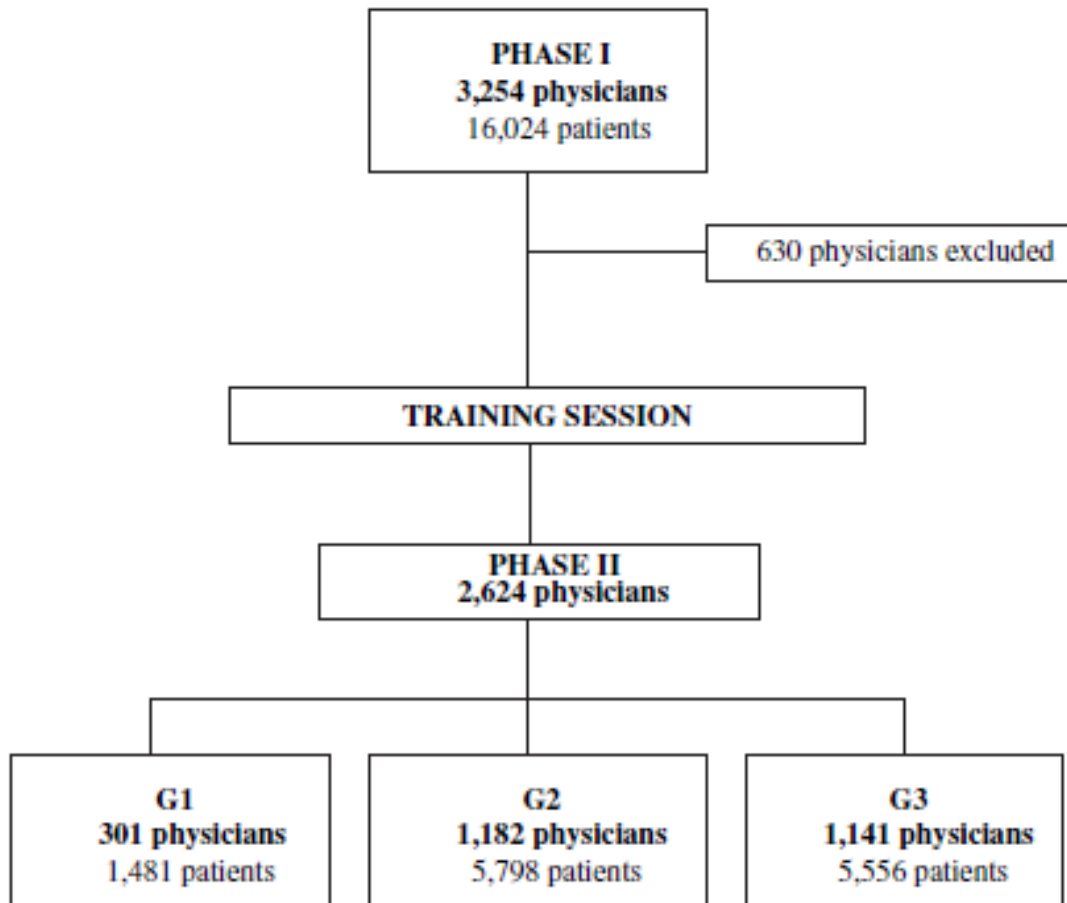 PHASE I
3,254 physicians
16,024 patients
630 physicians excluded
TRAINING SESSION
PHASE II
2,624 physicians
G1
301 physicians
1,481 patients
G2
1,182 physicians
5,798 patients
G3
1,141 physicians
5,556 patients